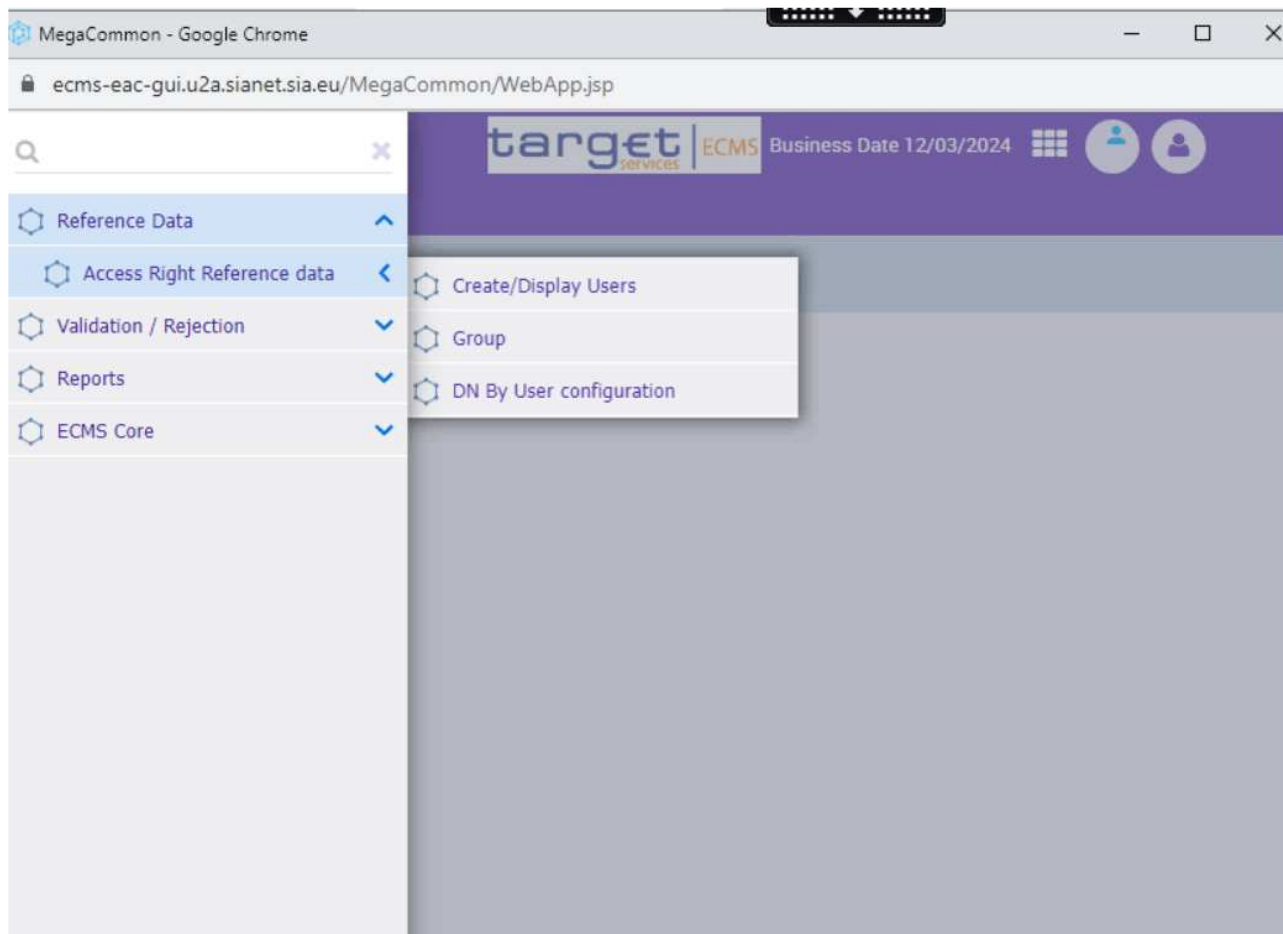 MegaCommon - Google Chrome
ecms-eac-gui.u2a.sianet.sia.eu/MegaCommon/WebApp.jsp
target services | ECMS Business Date 12/03/2024
Reference Data
Access Right Reference data
Create/Display Users
Validation / Rejection
Group
Reports
DN By User configuration
ECMS Core